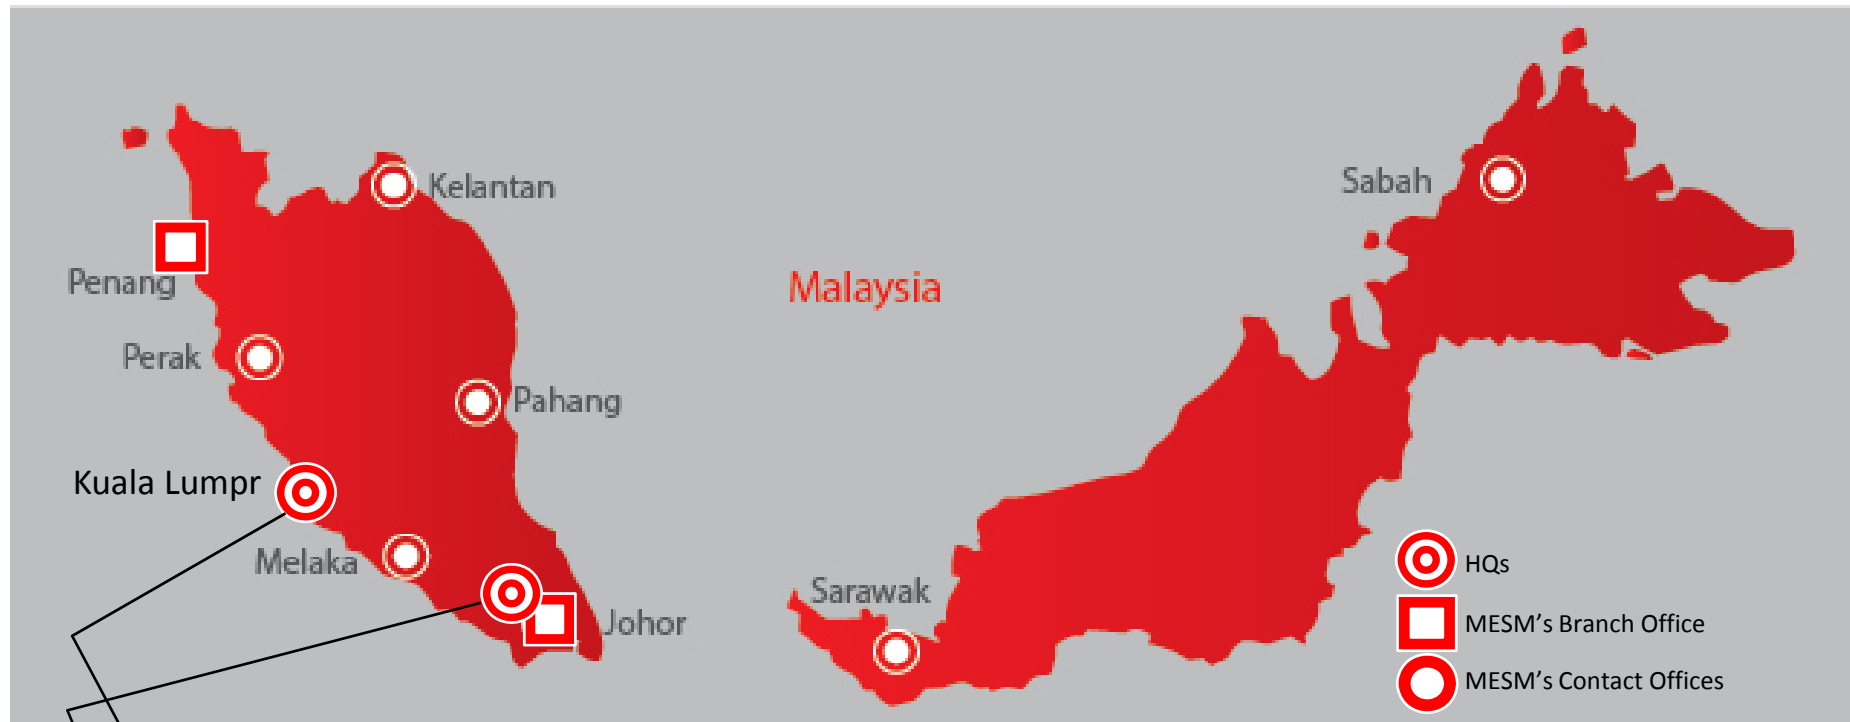 Kelantan
Sabah
Penang
Malaysia
Perak
Pahang
Kuala Lumpr
Melaka
Sarawak
Johor
HQs
MESM's Branch Office
MESM's Contact Offices